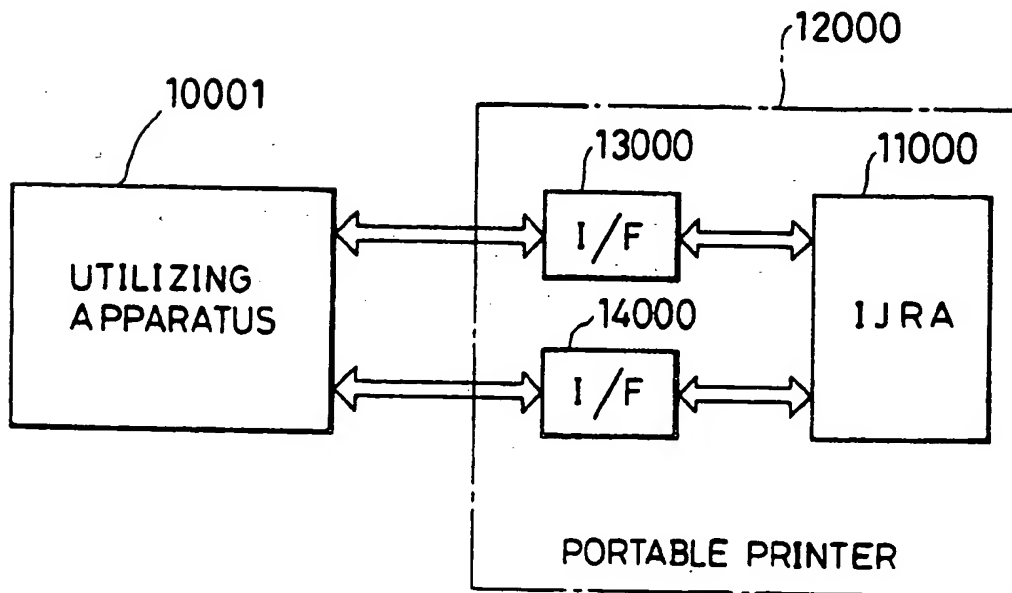 12000
10001
13000
11000
I/F
UTILIZING
APPARATUS
IJRA
14000
I/F
PORTABLE PRINTER